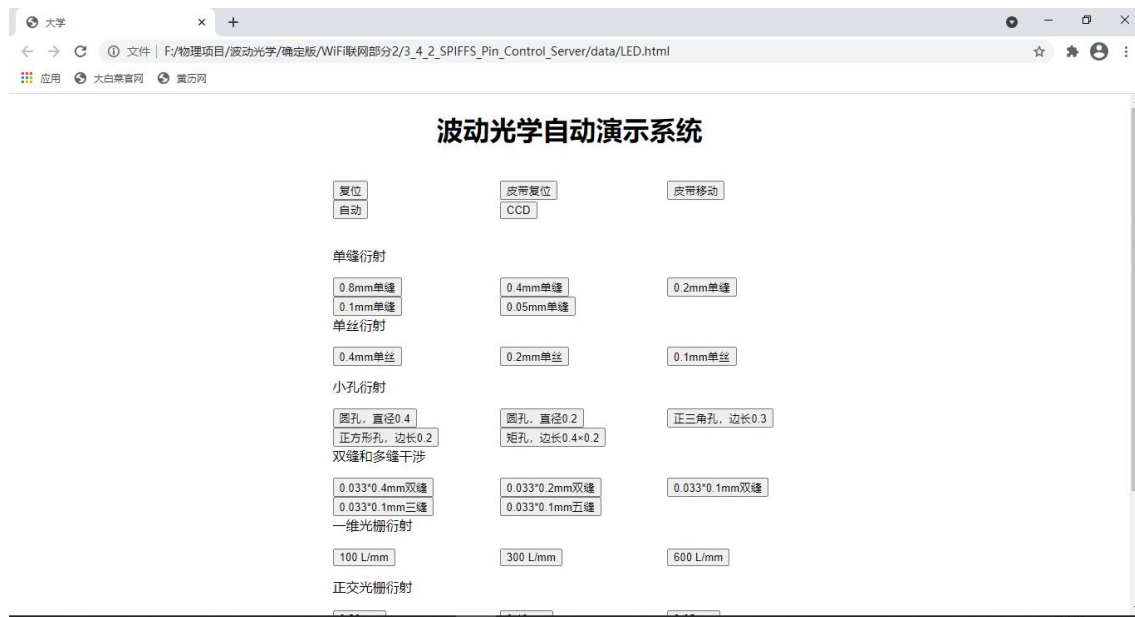 大学
文件 | F:/物理项目/波动光学/确定版/WiFi联网部分2/3_4_2_SPIFFS_Pin_Control_Server/data/LED.html
应用 大白菜官网 黄历网
波动光学自动演示系统
复位 皮带复位 皮带移动
自动 CCD
单缝衍射
0.8mm单缝 0.4mm单缝 0.2mm单缝
0.1mm单缝 0.05mm单缝
单丝衍射
0.4mm单丝 0.2mm单丝 0.1mm单丝
小孔衍射
圆孔，直径0.4 圆孔，直径0.2 正三角孔，边长0.3
正方形孔，边长0.2 矩孔，边长0.4×0.2
双缝和多缝干涉
0.033*0.4mm双缝 0.033*0.2mm双缝 0.033*0.1mm双缝
0.033*0.1mm三缝 0.033*0.1mm五缝
一维光栅衍射
100 L/mm 300 L/mm 600 L/mm
正交光栅衍射